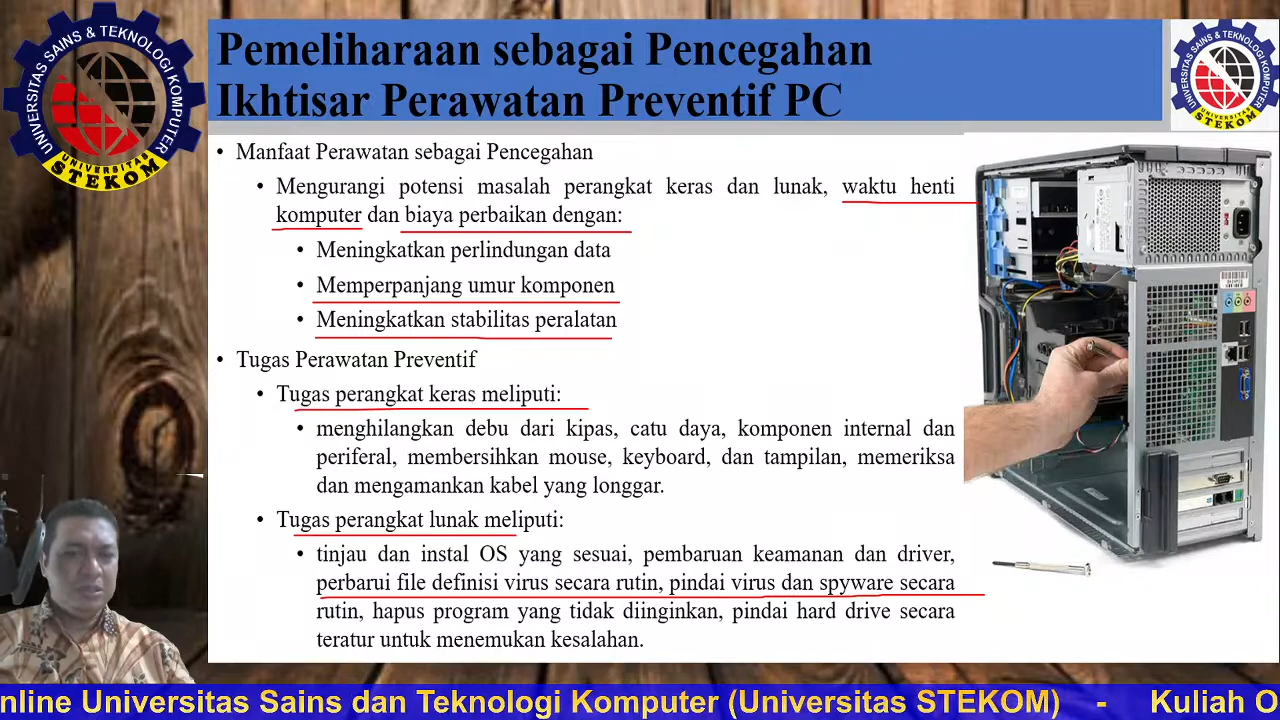 UNIVERSITAS SAINS & TEKNOLOGI KOMPUTER
UNIVERSITAS
STEKOM
Pemeliharaan sebagai Pencegahan
Ikhtisar Perawatan Preventif PC
UNIVERSITAS SAINS & TEKNOLOGI KOMPUTER
UNIVERSITAS
STEKOM
• Manfaat Perawatan sebagai Pencegahan
• Mengurangi potensi masalah perangkat keras dan lunak, waktu henti
komputer dan biaya perbaikan dengan:
• Meningkatkan perlindungan data
• Memperpanjang umur komponen
• Meningkatkan stabilitas peralatan
• Tugas Perawatan Preventif
• Tugas perangkat keras meliputi:
• menghilangkan debu dari kipas, catu daya, komponen internal dan
periferal, membersihkan mouse, keyboard, dan tampilan, memeriksa
dan mengamankan kabel yang longgar.
• Tugas perangkat lunak meliputi:
• tinjau dan instal OS yang sesuai, pembaruan keamanan dan driver,
perbarui file definisi virus secara rutin, pindai virus dan spyware secara
rutin, hapus program yang tidak diinginkan, pindai hard drive secara
teratur untuk menemukan kesalahan.
nline Universitas Sains dan Teknologi Komputer (Universitas STEKOM) - Kuliah O